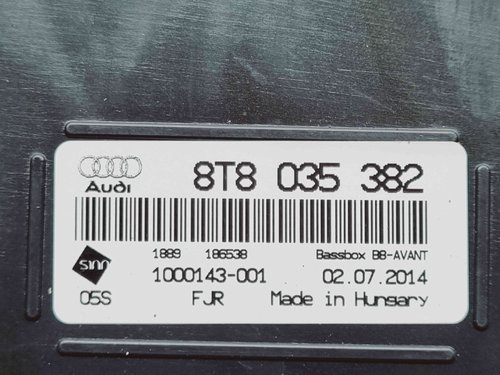 Audi
8T8 035 382
1889 186538 Bassbox B8-AVANT
sinn
1000143-001 02.07.2014
05S FJR Made in Hungary